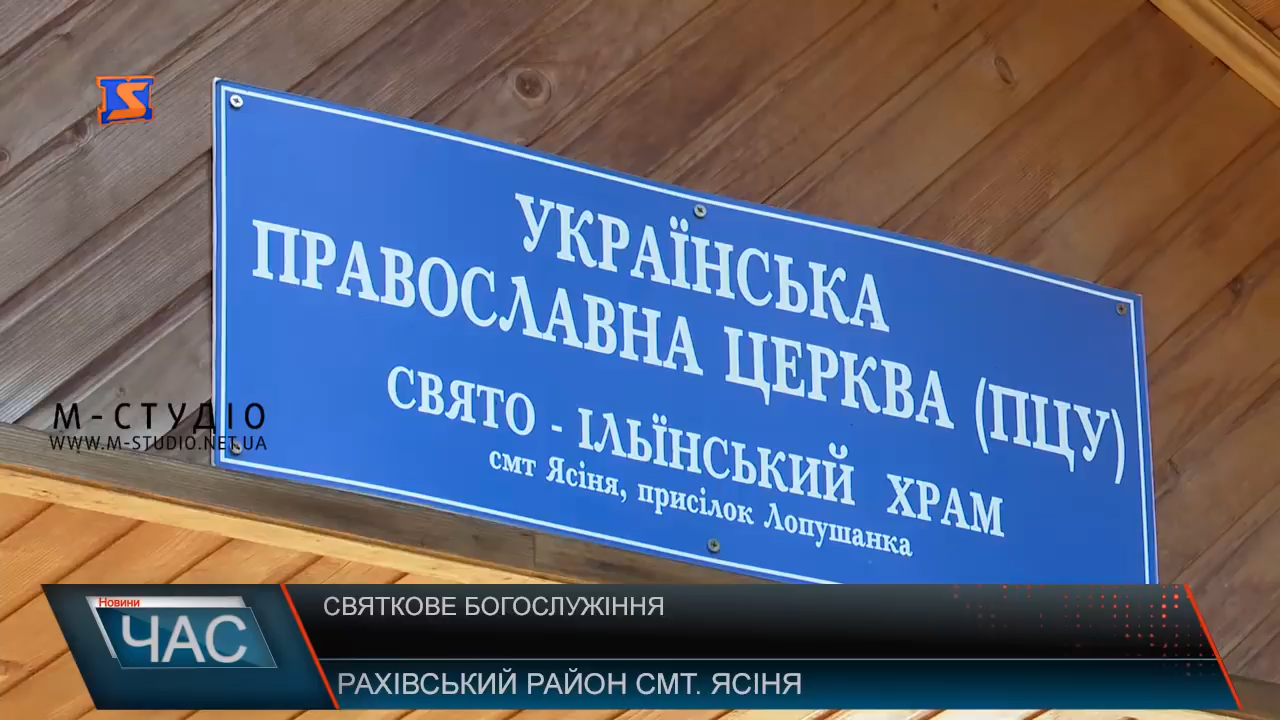 УКРАЇНСЬКА
ПРАВОСЛАВНА ЦЕРКВА (ПЦУ)
СВЯТО - ІЛЬЇНСЬКИЙ ХРАМ
смт Ясіня, присілок Лопушанка
М-СТУДІО
WWW.M-STUDIO.NET.UA
Новини
ЧАС
СВЯТКОВЕ БОГОСЛУЖІННЯ
РАХІВСЬКИЙ РАЙОН СМТ. ЯСІНЯ